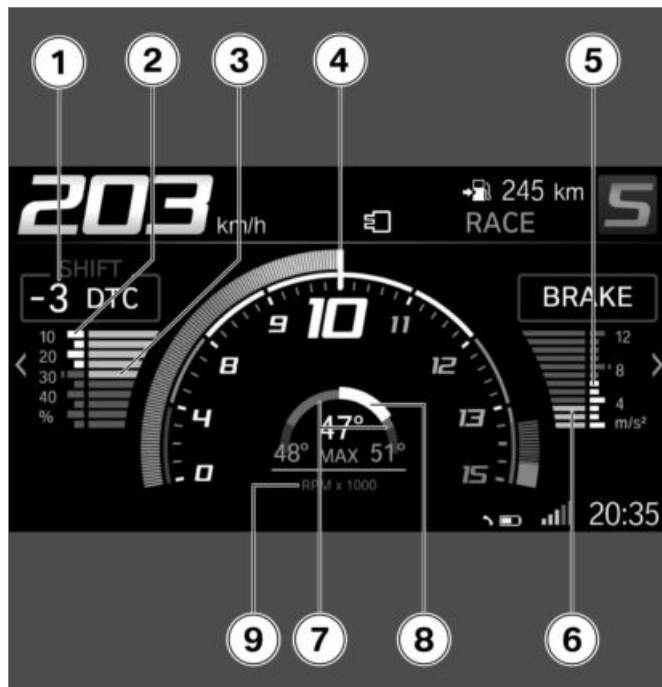 1 2 3 4 5
203 km/h
245 km
RACE
5
SHIFT
-3 DTC
BRAKE
10
20
30
40
%
12
8
4
m/s²
0
4
8
9
10
11
12
13
15
47°
48° MAX 51°
RPM x 1000
20:35
9 7 8 6